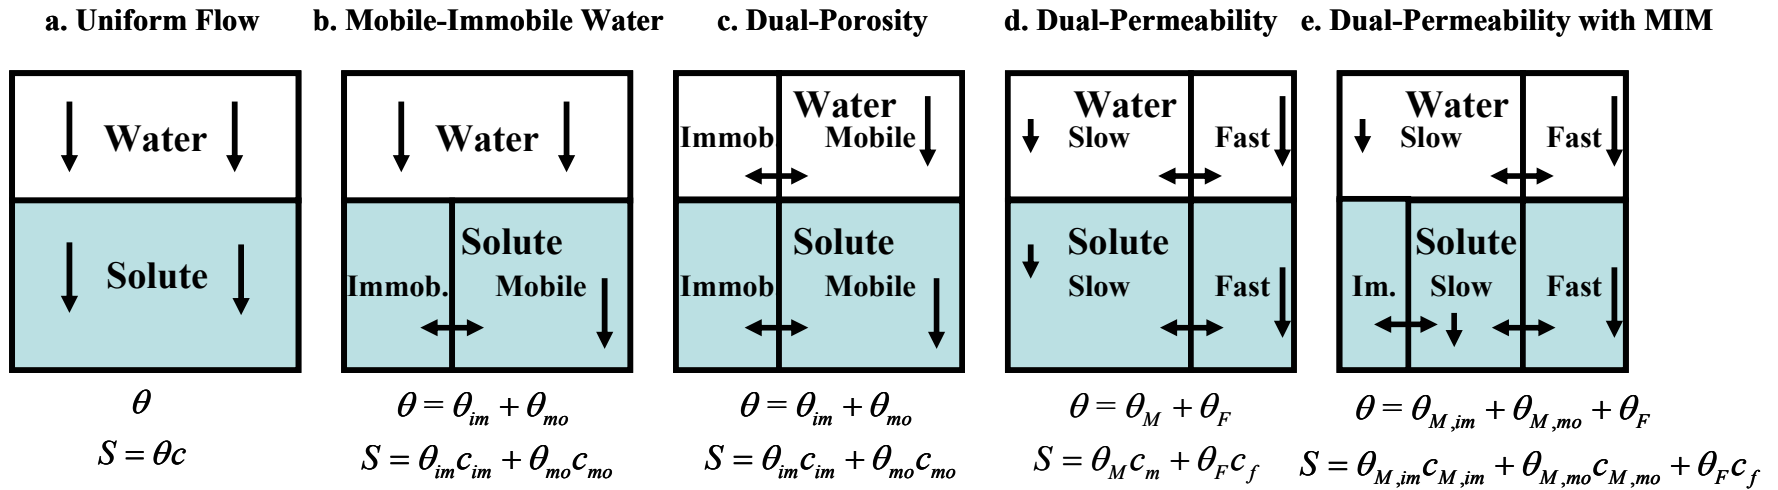 a. Uniform Flow
Water
Solute
θ
S = θc
b. Mobile-Immobile Water
Water
Solute
Immob. Mobile
θ = θ_im + θ_mo
S = θ_im c_im + θ_mo c_mo
c. Dual-Porosity
Water
Immob. Mobile
Solute
Immob. Mobile
θ = θ_im + θ_mo
S = θ_im c_im + θ_mo c_mo
d. Dual-Permeability
Water
Slow Fast
Solute
Slow Fast
θ = θ_M + θ_F
S = θ_M c_m + θ_F c_f
e. Dual-Permeability with MIM
Water
Slow Fast
Solute
Im. Slow Fast
θ = θ_M,im + θ_M,mo + θ_F
S = θ_M,im c_M,im + θ_M,mo c_M,mo + θ_F c_f